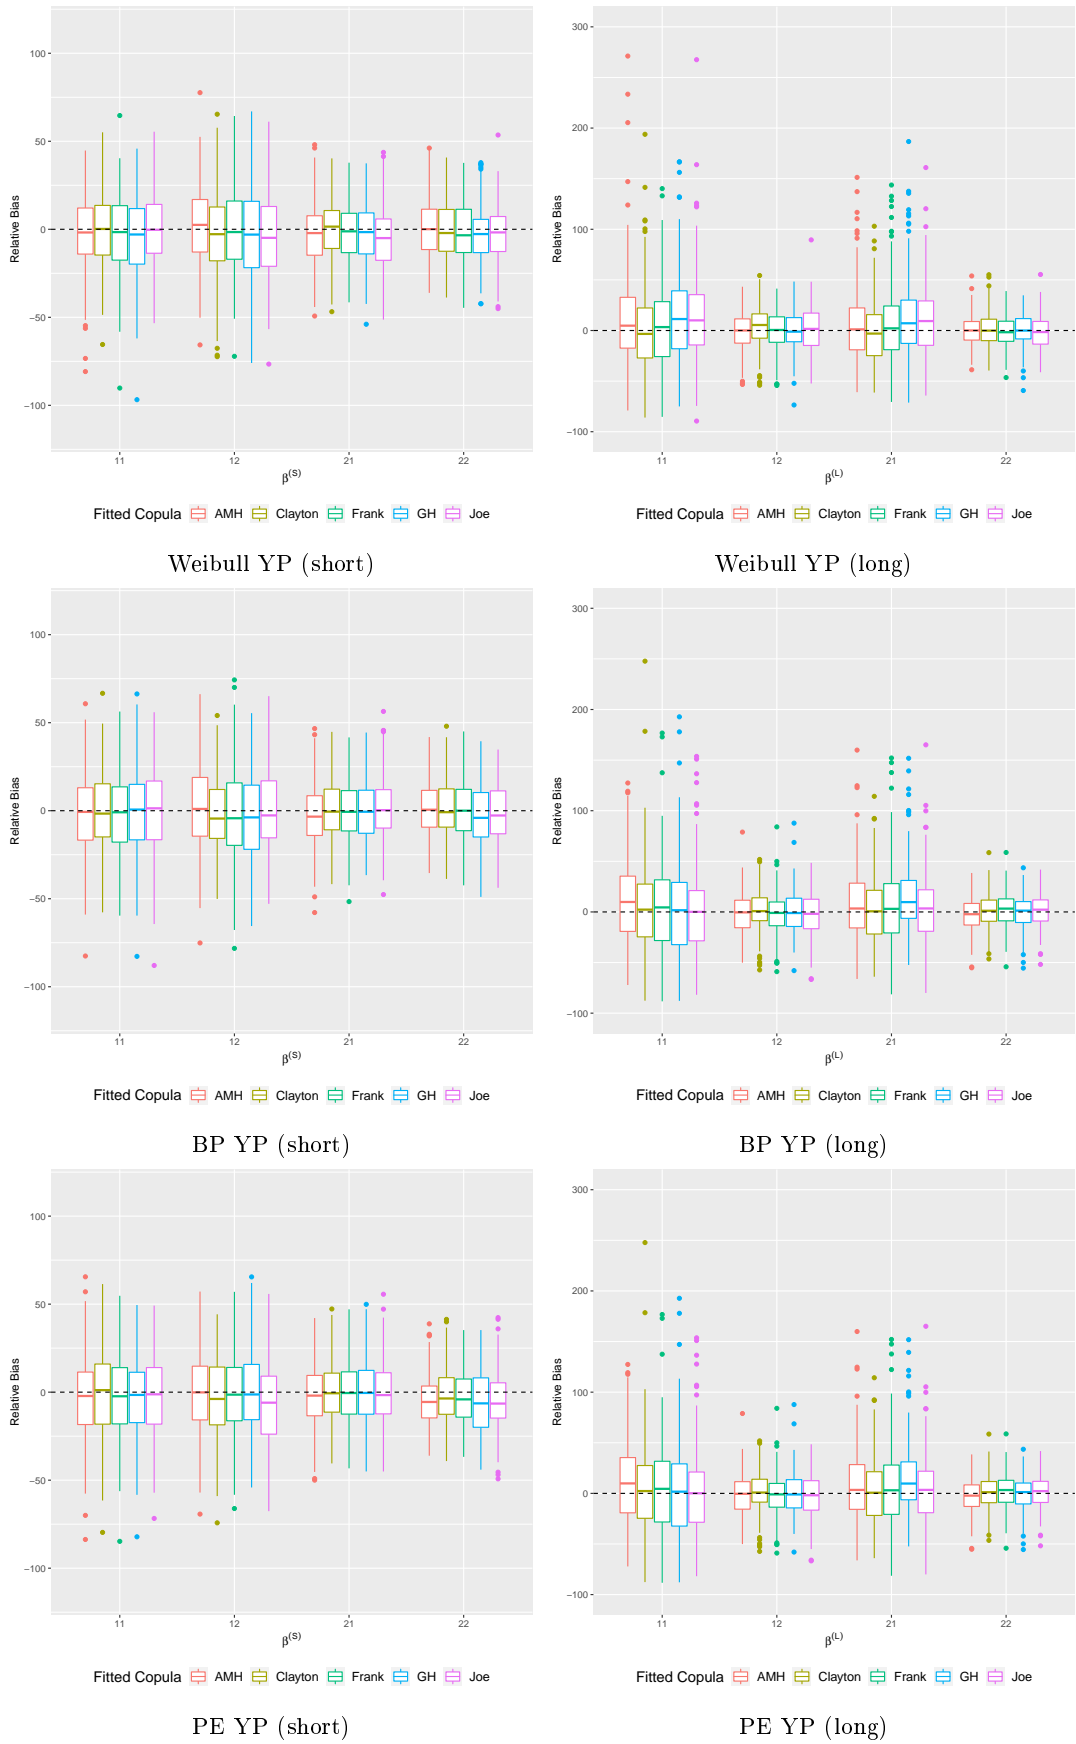 100
50
0
−50
−100
Relative Bias
11 12 21 22
β(S)
Fitted Copula AMH Clayton Frank GH Joe
Weibull YP (short)
300
200
100
0
−100
Relative Bias
11 12 21 22
β(L)
Fitted Copula AMH Clayton Frank GH Joe
Weibull YP (long)
100
50
0
−50
−100
Relative Bias
11 12 21 22
β(S)
Fitted Copula AMH Clayton Frank GH Joe
BP YP (short)
300
200
100
0
−100
Relative Bias
11 12 21 22
β(L)
Fitted Copula AMH Clayton Frank GH Joe
BP YP (long)
100
50
0
−50
−100
Relative Bias
11 12 21 22
β(S)
Fitted Copula AMH Clayton Frank GH Joe
PE YP (short)
300
200
100
0
−100
Relative Bias
11 12 21 22
β(L)
Fitted Copula AMH Clayton Frank GH Joe
PE YP (long)